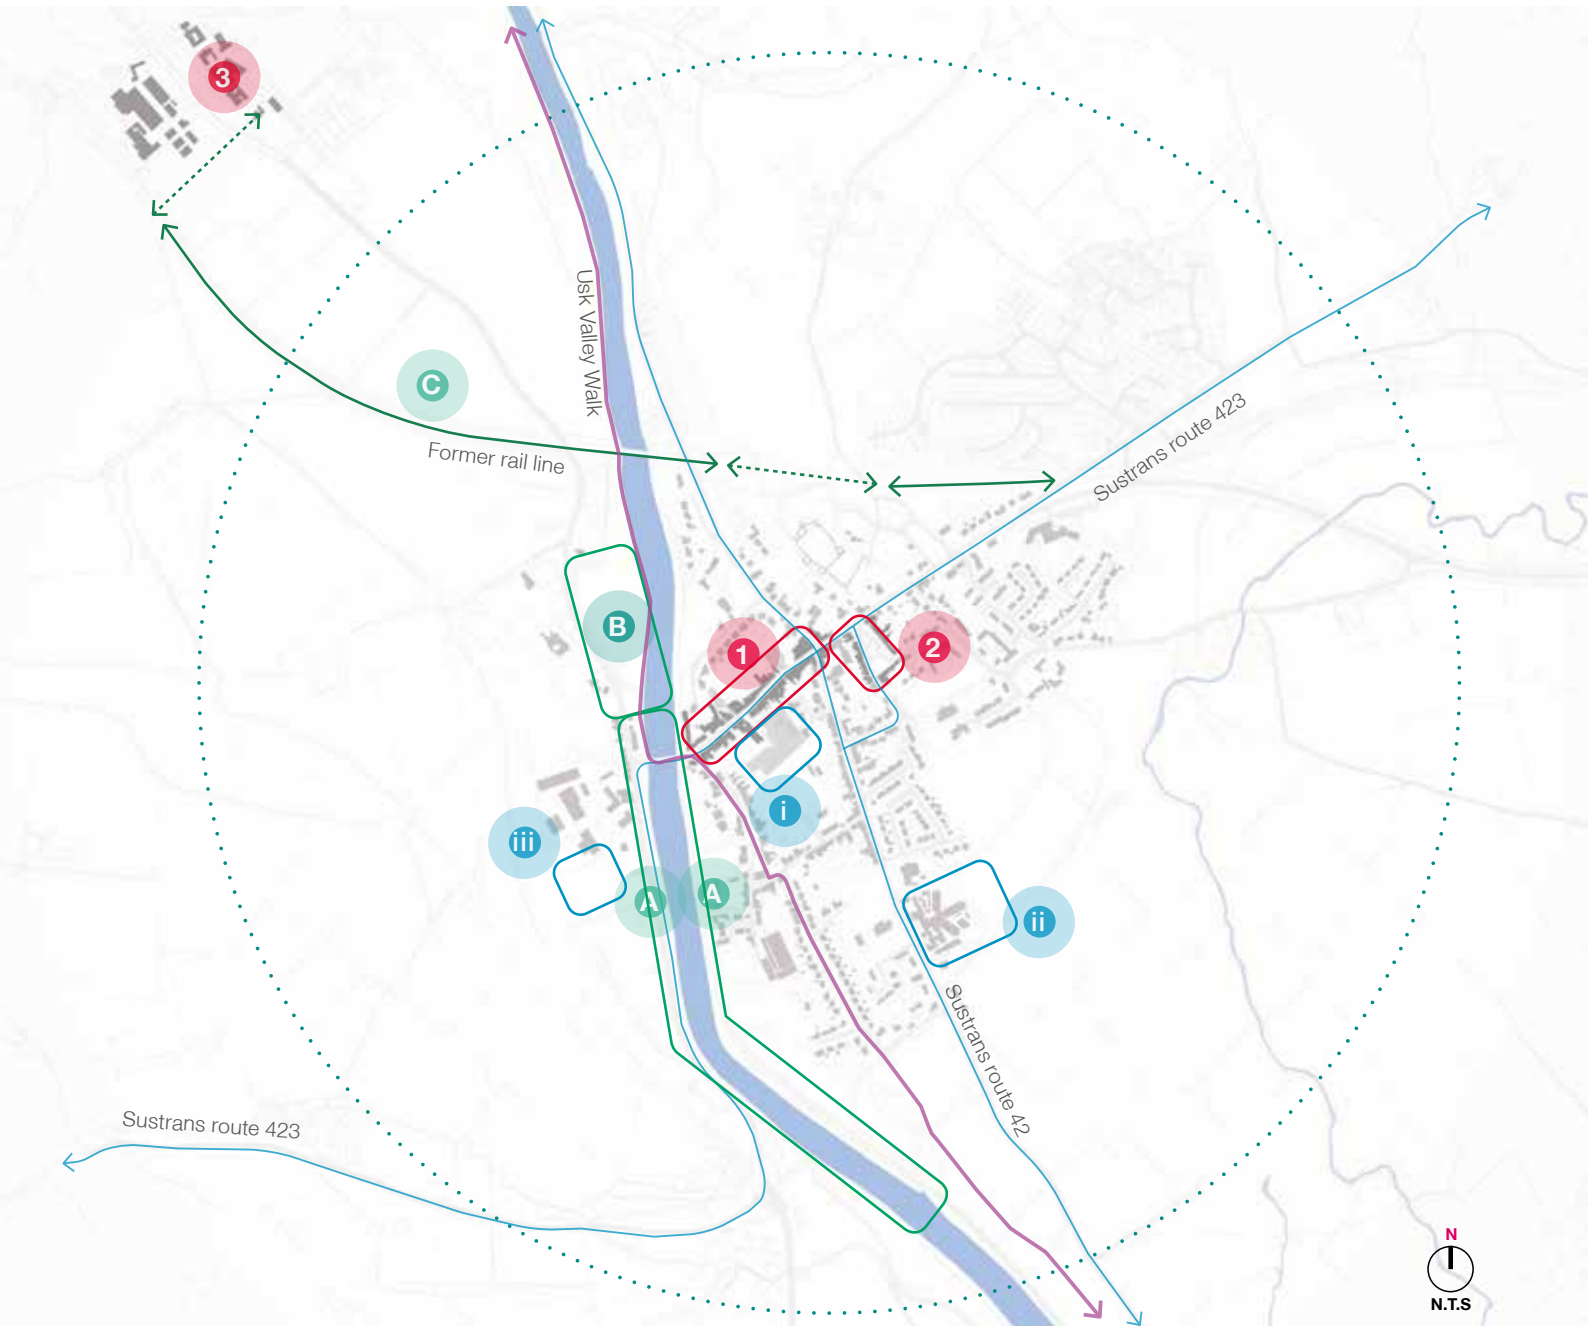 3
Usk Valley Walk
C
Former rail line
Sustrans route 423
B
1
2
i
iii
A
A
ii
Sustrans route 42
Sustrans route 423
N
N.T.S